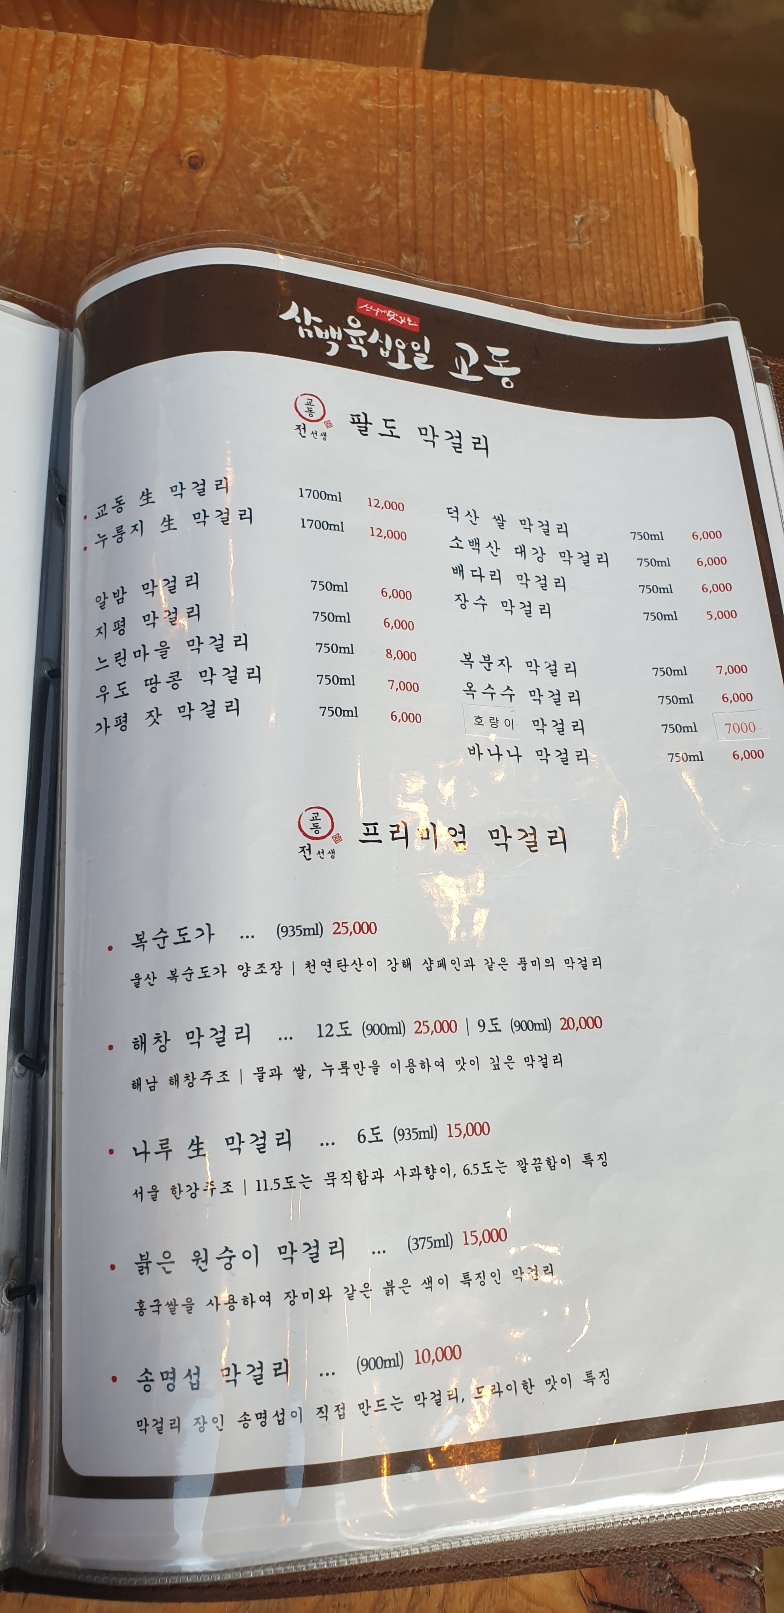 삼백육십오일 교동
교동
전선생
팔도 막걸리
교동 生 막걸리 1700ml 12,000
누룽지 生 막걸리 1700ml 12,000
알밤 막걸리 750ml 6,000
지평 막걸리 750ml 6,000
느린마을 막걸리 750ml 8,000
우도 땅콩 막걸리 750ml 7,000
가평 잣 막걸리 750ml 6,000
덕산 쌀 막걸리 750ml 6,000
소백산 대강 막걸리 750ml 6,000
배다리 막걸리 750ml 6,000
장수 막걸리 750ml 5,000
복분자 막걸리 750ml 7,000
옥수수 막걸리 750ml 6,000
호랑이 막걸리 750ml 7000
바나나 막걸리 750ml 6,000
교동
전선생
프리미엄 막걸리
복순도가 ... (935ml) 25,000
울산 복순도가 양조장 | 천연탄산이 강해 샴페인과 같은 풍미의 막걸리
해창 막걸리 ... 12도 (900ml) 25,000 | 9도 (900ml) 20,000
해남 해창주조 | 물과 쌀, 누룩만을 이용하여 맛이 깊은 막걸리
나루 生 막걸리 ... 6도 (935ml) 15,000
서울 한강주조 | 11.5도는 묵직함과 사과향이, 6.5도는 깔끔함이 특징
붉은 원숭이 막걸리 ... (375ml) 15,000
홍국쌀을 사용하여 장미와 같은 붉은 색이 특징인 막걸리
송명섭 막걸리 ... (900ml) 10,000
막걸리 장인 송명섭이 직접 만드는 막걸리, 드라이한 맛이 특징